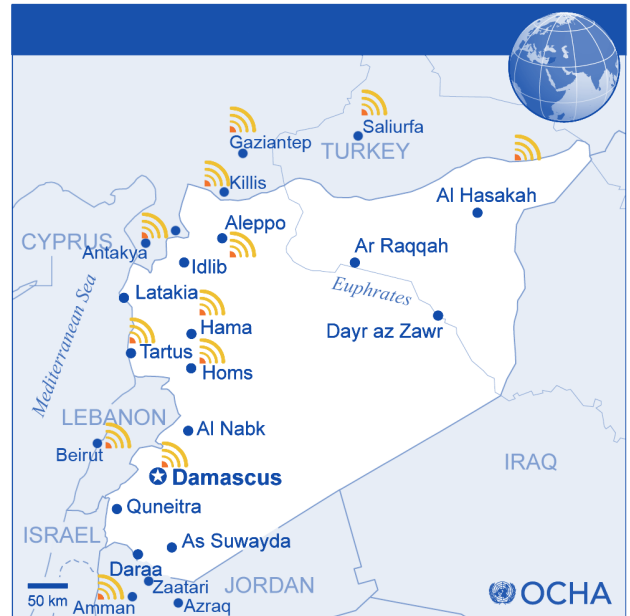 Saliurfa
Gaziantep
TURKEY
Killis
Al Hasakah
Aleppo
CYPRUS
Antakya
Ar Raqqah
Idlib
Euphrates
Latakia
Mediterranean Sea
Hama
Dayr az Zawr
Tartus
Homs
LEBANON
Al Nabk
Beirut
IRAQ
Damascus
Quneitra
ISRAEL
As Suwayda
Daraa
Zaatari
JORDAN
50 km
Amman
Azraq
OCHA